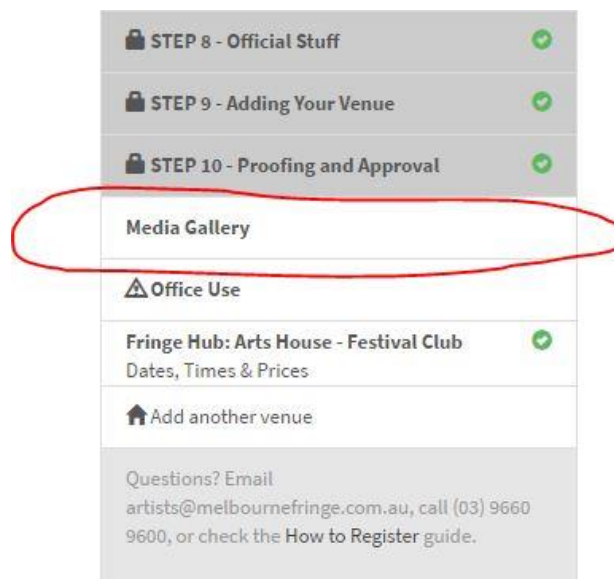 STEP 8 - Official Stuff
STEP 9 - Adding Your Venue
STEP 10 - Proofing and Approval
Media Gallery
Office Use
Fringe Hub: Arts House - Festival Club
Dates, Times & Prices
Add another venue
Questions? Email
artists@melbournefringe.com.au, call (03) 9660
9600, or check the How to Register guide.